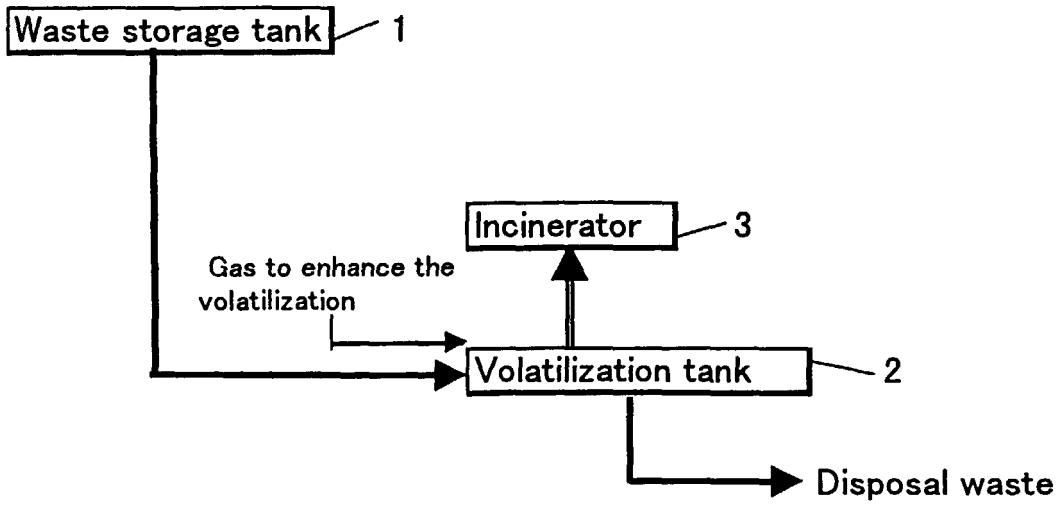 Waste storage tank 1
Incinerator 3
Gas to enhance the
volatilization
Volatilization tank 2
Disposal waste